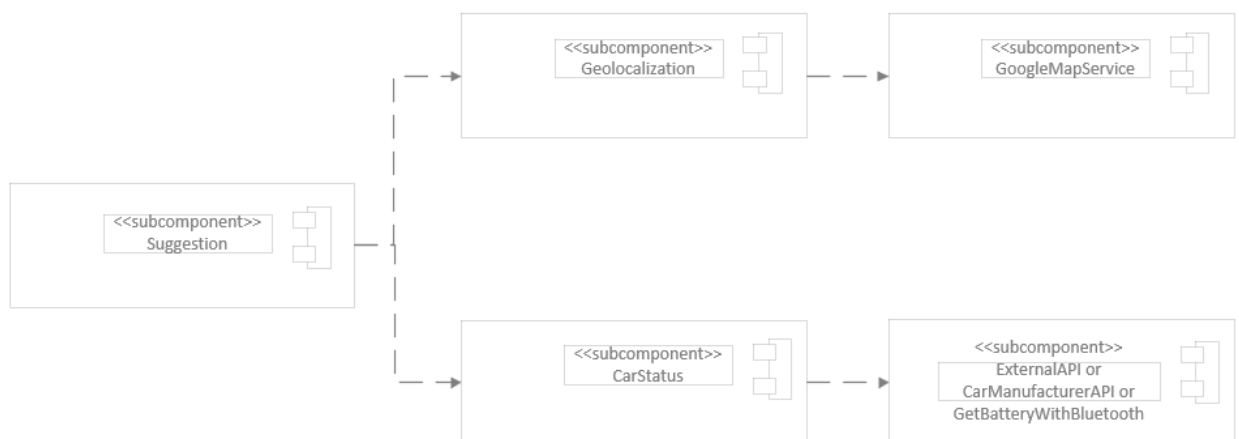 <<subcomponent>>
Geolocalization
<<subcomponent>>
GoogleMapService
<<subcomponent>>
Suggestion
<<subcomponent>>
CarStatus
<<subcomponent>>
ExternalAPI or
CarManufacturerAPI or
GetBatteryWithBluetooth